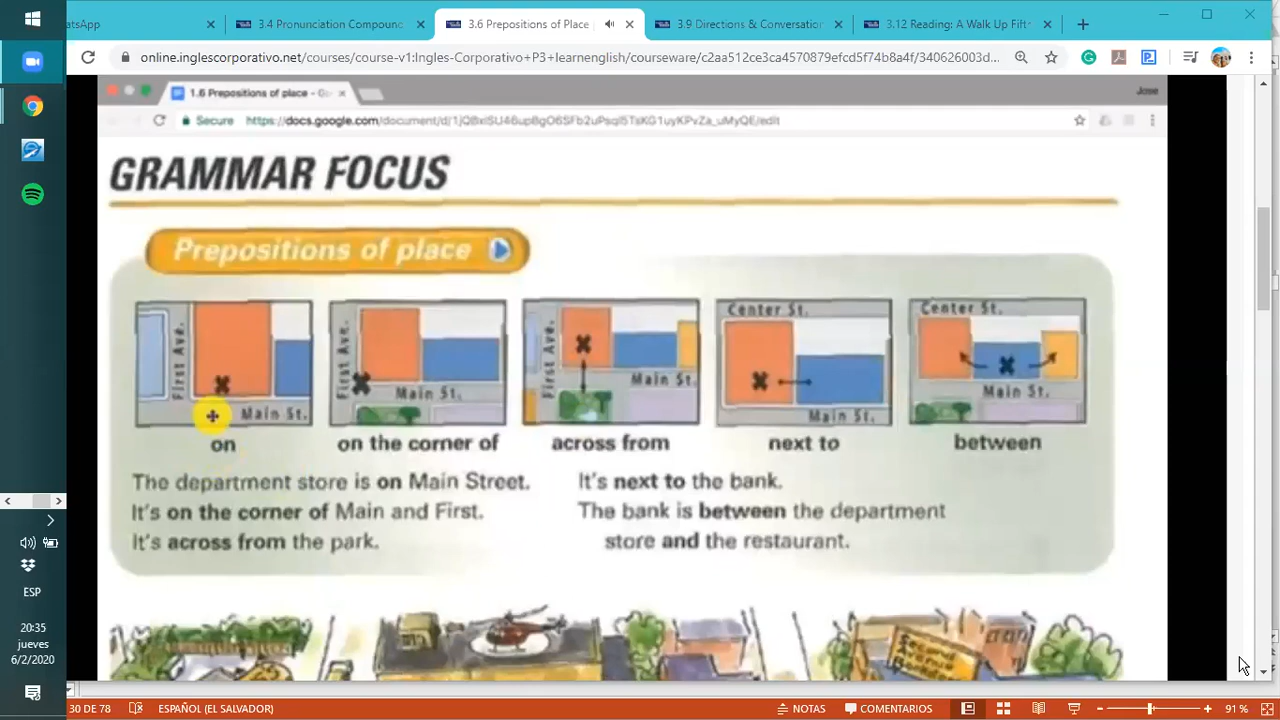 atsApp
3.4 Pronunciation Compound
3.6 Prepositions of Place
3.9 Directions & Conversation
3.12 Reading: A Walk Up Fift
online.inglescorporativo.net/courses/course-v1:Ingles-Corporativo+P3+learnenglish/courseware/
1.6 Prepositions of place -
Jose
Secure
GRAMMAR FOCUS
Prepositions of place
First Ave.
Main St.
First Ave.
Main St.
First Ave.
Main St.
Center St.
Main St.
Center St.
Main St.
on
on the corner of
across from
next to
between
The department store is on Main Street.
It's on the corner of Main and First.
It's across from the park.
It's next to the bank.
The bank is between the department
store and the restaurant.
Second
ESP
20:35
jueves
6/2/2020
30 DE 78
ESPAÑOL (EL SALVADOR)
NOTAS
COMENTARIOS
91 %